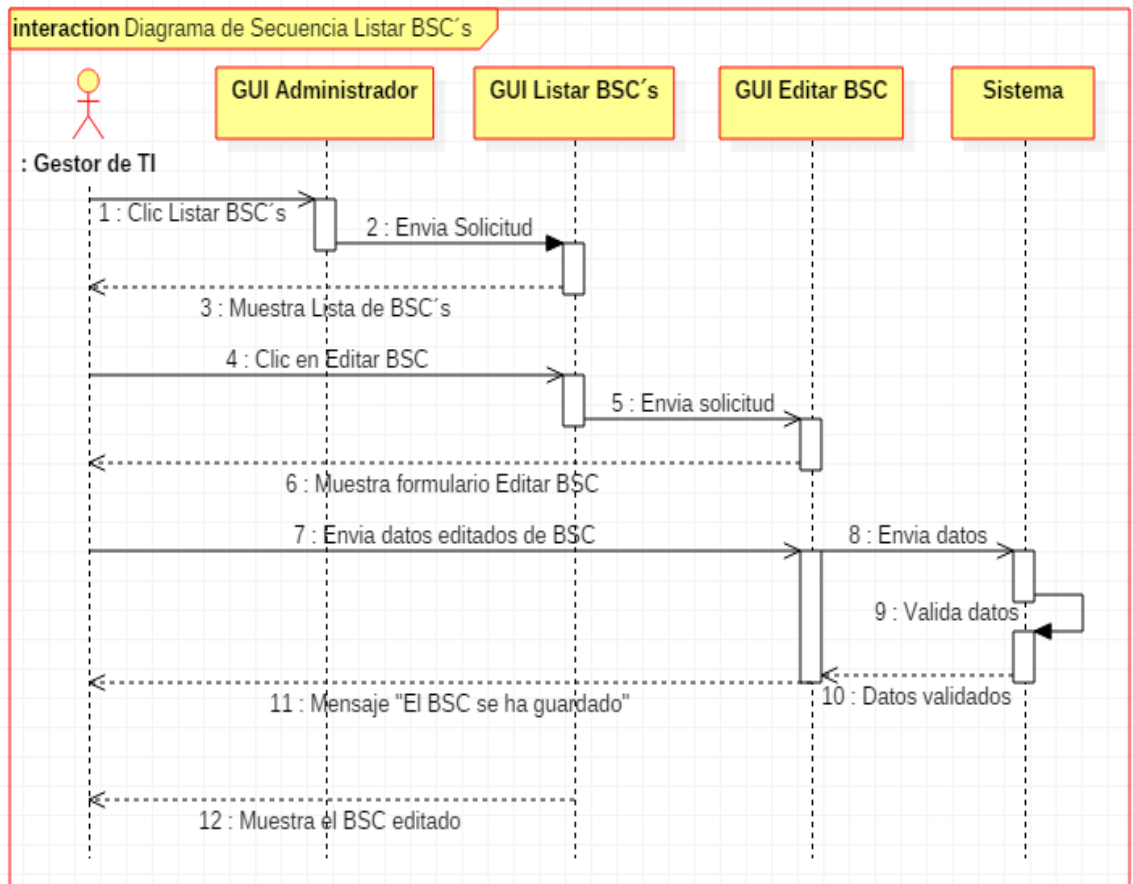 interaction Diagrama de Secuencia Listar BSC´s
GUI Administrador
GUI Listar BSC´s
GUI Editar BSC
Sistema
: Gestor de TI
1 : Clic Listar BSC´s
2 : Envia Solicitud
3 : Muestra Lista de BSC´s
4 : Clic en Editar BSC
5 : Envia solicitud
6 : Muestra formulario Editar BSC
7 : Envia datos editados de BSC
8 : Envia datos
9 : Valida datos
10 : Datos validados
11 : Mensaje "El BSC se ha guardado"
12 : Muestra el BSC editado